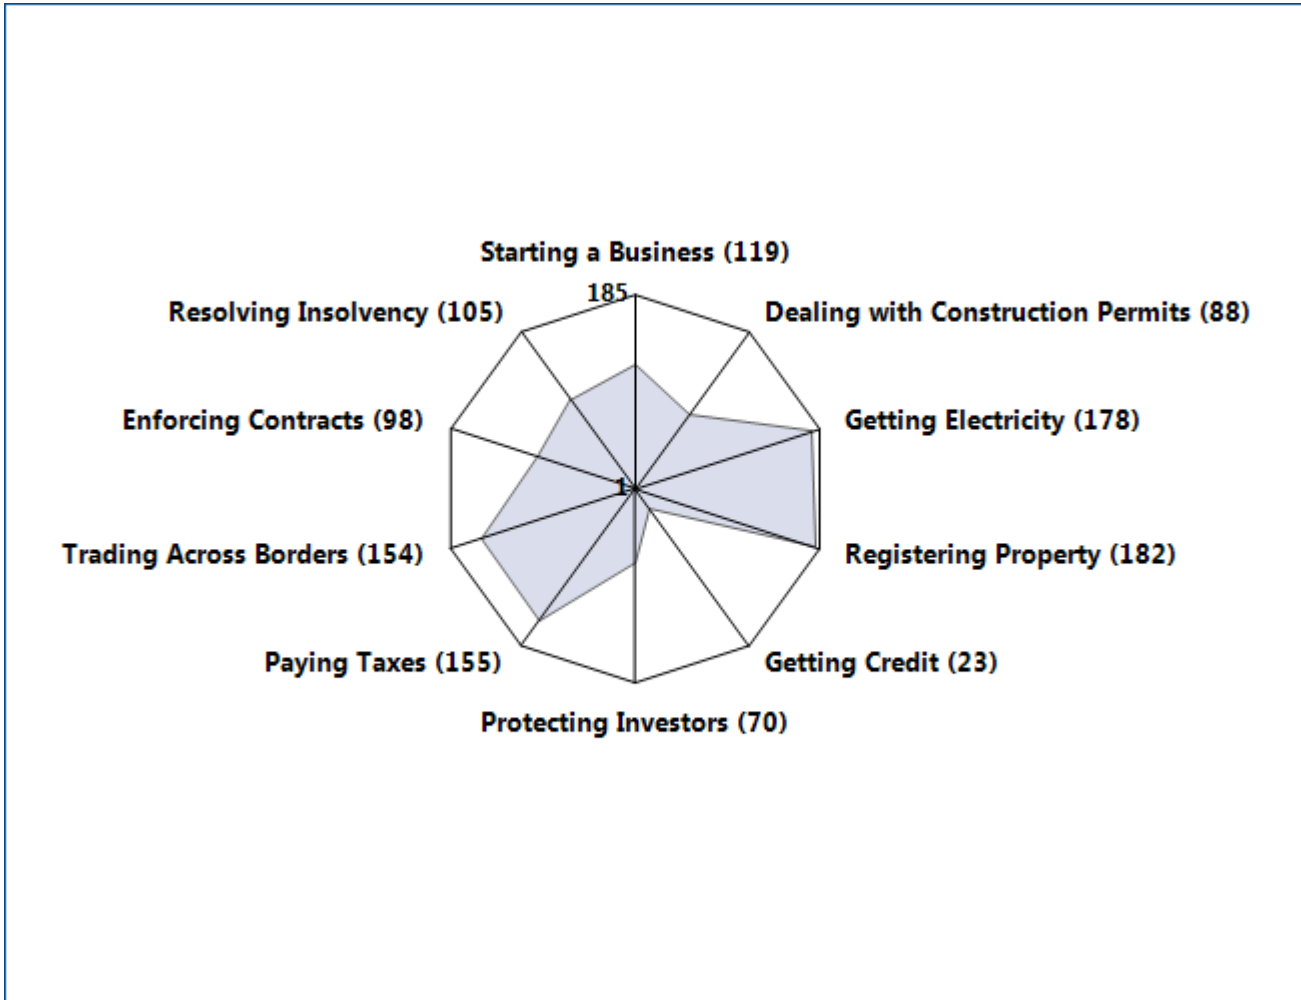 Starting a Business (119)
185
Resolving Insolvency (105)
Dealing with Construction Permits (88)
Enforcing Contracts (98)
Getting Electricity (178)
1
Trading Across Borders (154)
Registering Property (182)
Paying Taxes (155)
Getting Credit (23)
Protecting Investors (70)